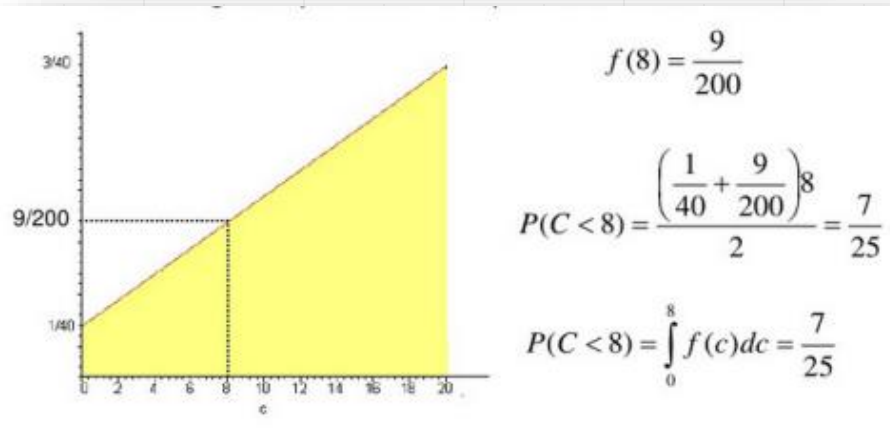 3/40
9/200
1/40
0 2 4 6 8 10 12 14 16 18 20
c
f(8) = 9/200
P(C < 8) = (1/40 + 9/200)8 / 2 = 7/25
P(C < 8) = ∫₀⁸ f(c)dc = 7/25